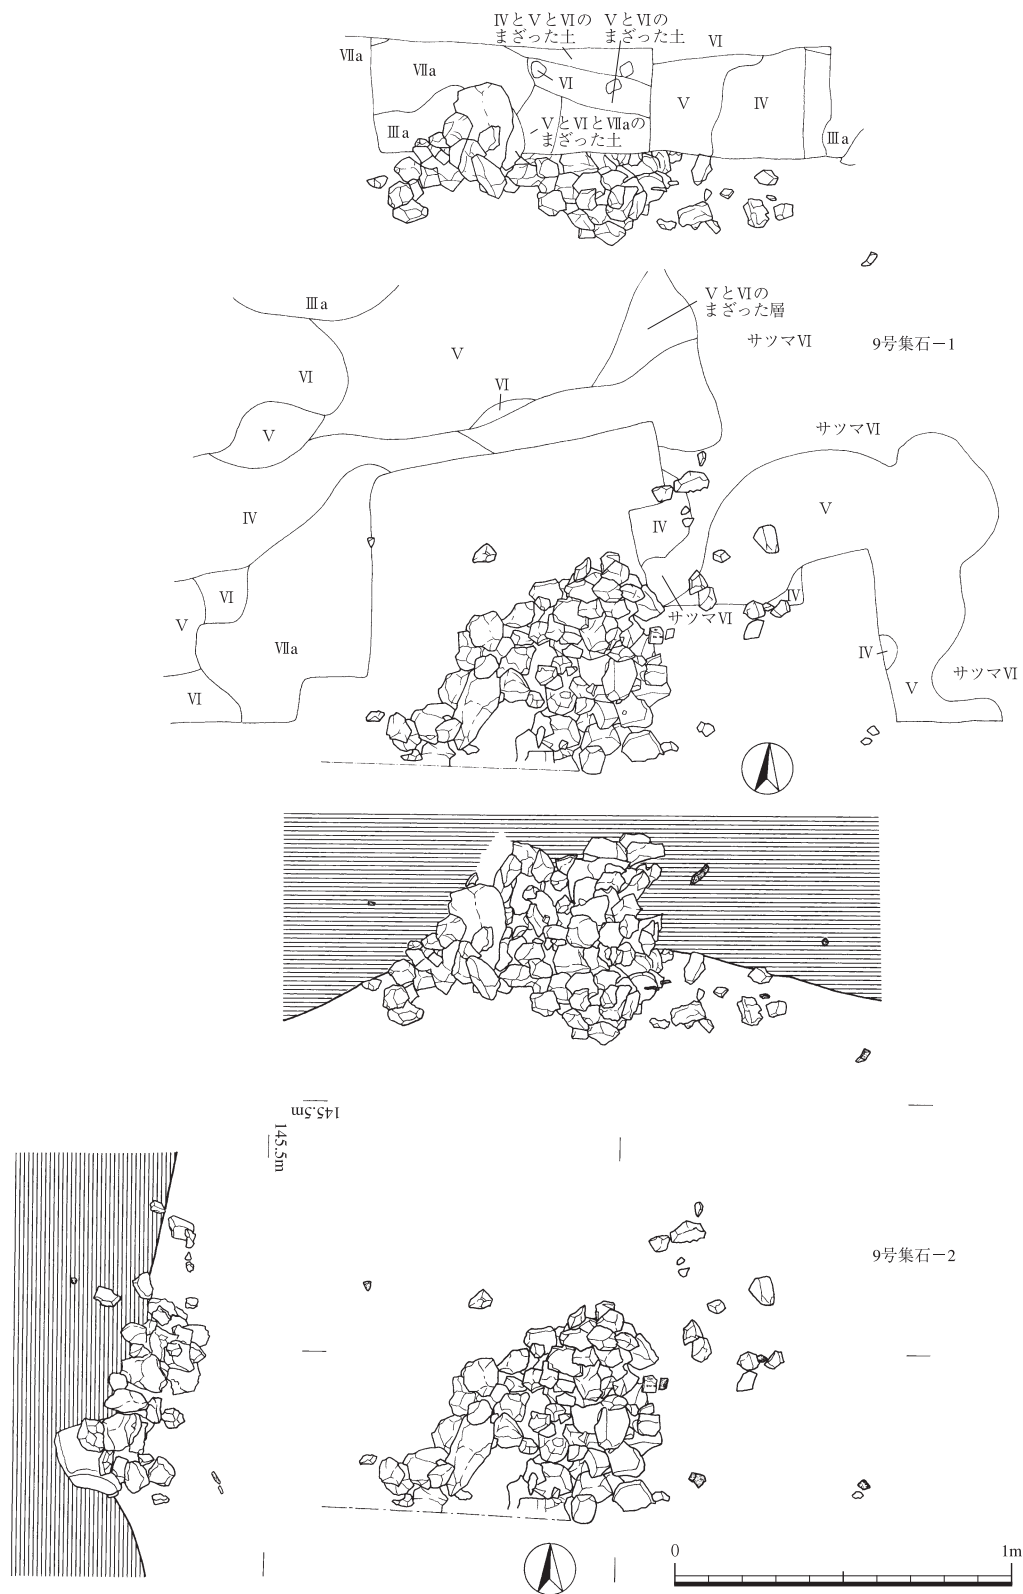 ⅣとⅤとⅥの
まざった土
ⅤとⅥの
まざった土
Ⅵ
Ⅶa
Ⅶa
Ⅵ
Ⅴ
Ⅳ
Ⅲa
ⅤとⅥとⅦaの
まざった土
Ⅲa
Ⅲa
ⅤとⅥの
まざった層
サツマⅥ
9号集石－1
Ⅴ
Ⅵ
Ⅵ
Ⅴ
サツマⅥ
Ⅳ
Ⅳ
Ⅴ
Ⅵ
Ⅳ
Ⅴ
サツマⅥ
Ⅶa
Ⅳ
サツマⅥ
Ⅵ
Ⅴ
145.5m
145.5m
9号集石－2
0 1m